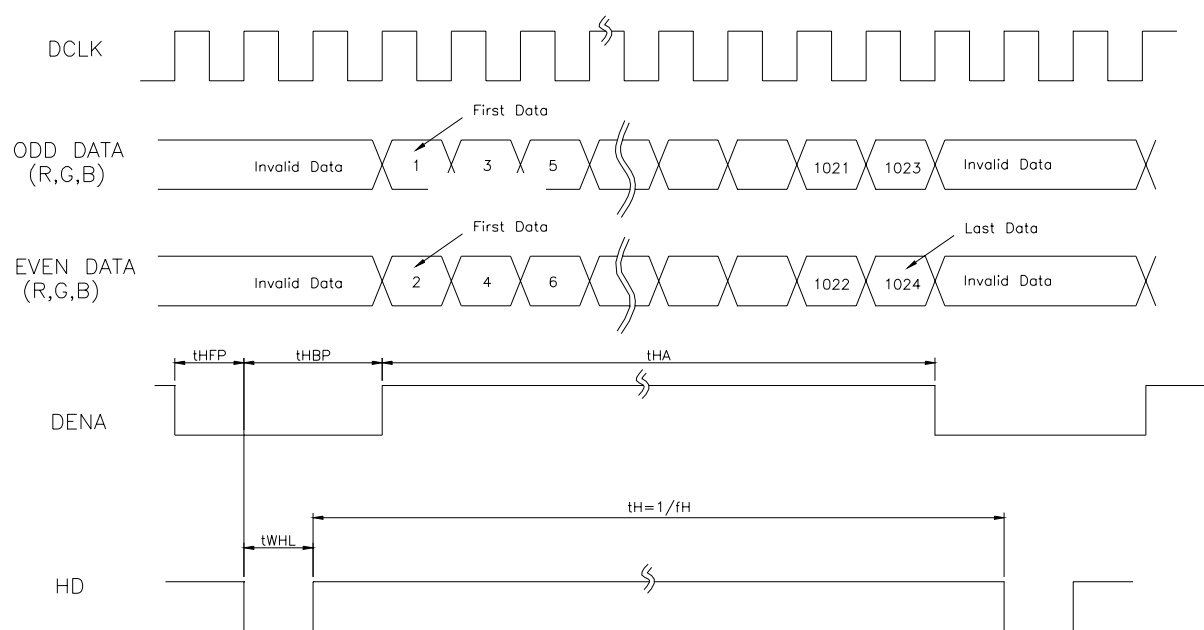 DCLK
First Data
ODD DATA
(R,G,B)
Invalid Data 1 3 5 1021 1023 Invalid Data
First Data
Last Data
EVEN DATA
(R,G,B)
Invalid Data 2 4 6 1022 1024 Invalid Data
tHFP tHBP tHA
DENA
tH=1/fH
tWHL
HD